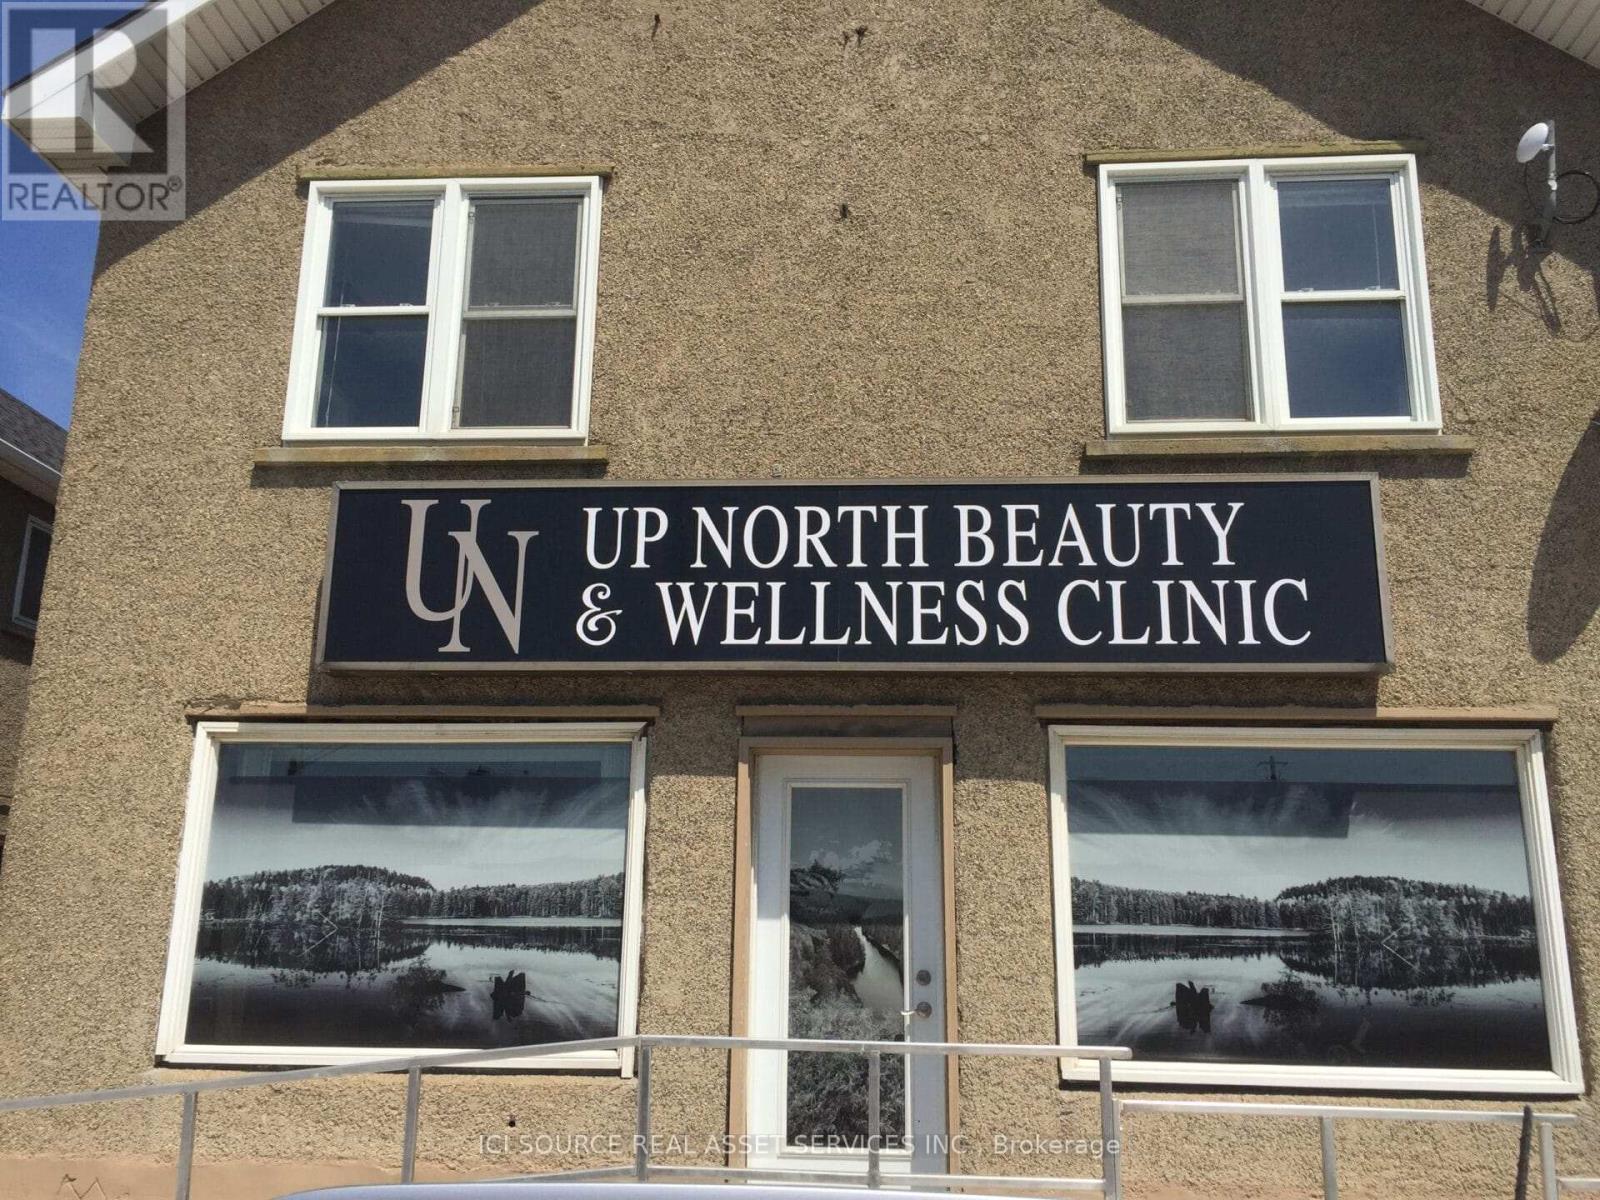 R
REALTOR®
UN
UP NORTH BEAUTY
& WELLNESS CLINIC
ICI SOURCE REAL ASSET SERVICES INC., Brokerage